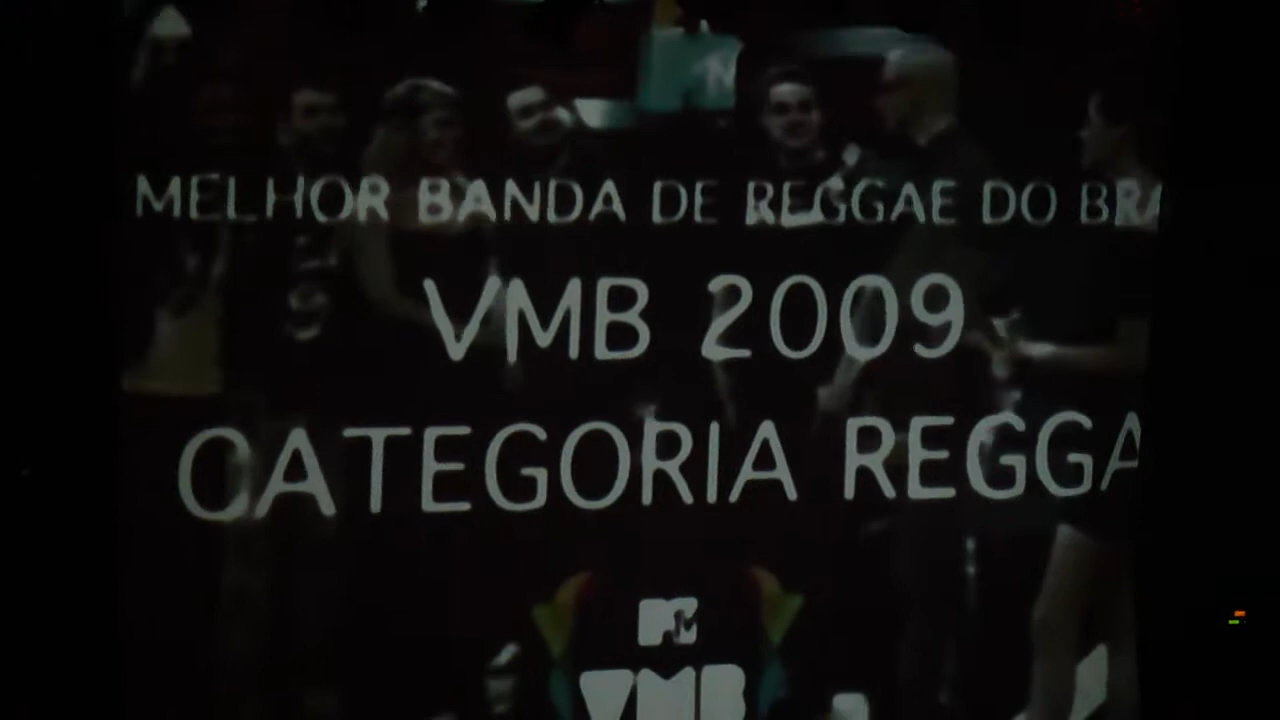 MELHOR BANDA DE REGGAE DO BRA
VMB 2009
CATEGORIA REGGA
MTV
VMB